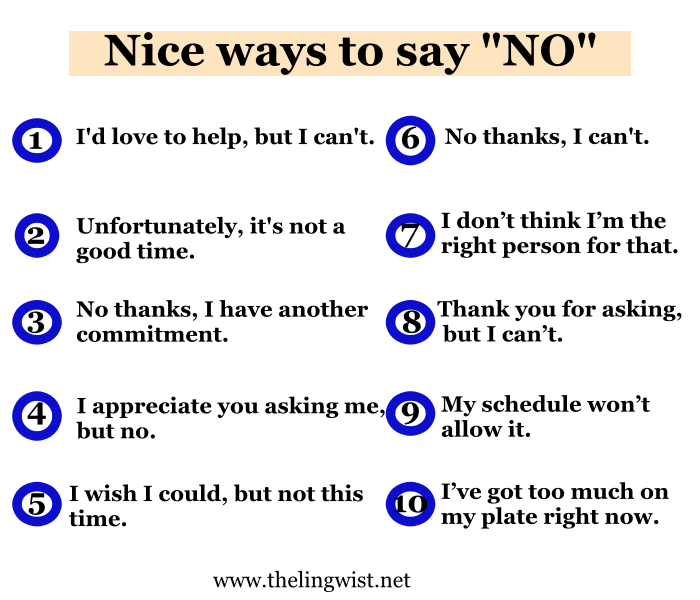 Nice ways to say "NO"
1 I'd love to help, but I can't.
2 Unfortunately, it's not a
good time.
3 No thanks, I have another
commitment.
4 I appreciate you asking me,
but no.
5 I wish I could, but not this
time.
6 No thanks, I can't.
7 I don’t think I’m the
right person for that.
8 Thank you for asking,
but I can’t.
9 My schedule won’t
allow it.
10 I’ve got too much on
my plate right now.
www.thelingwist.net